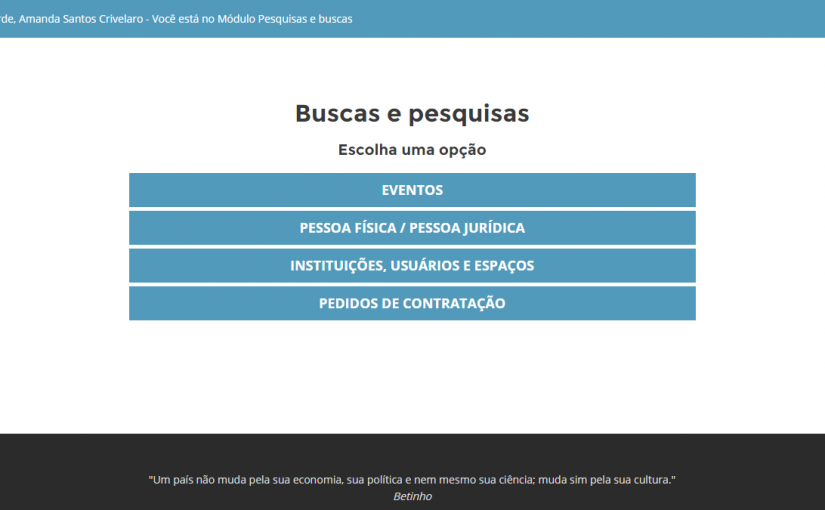 rde, Amanda Santos Crivelaro - Você está no Módulo Pesquisas e buscas
Buscas e pesquisas
Escolha uma opção
EVENTOS
PESSOA FÍSICA / PESSOA JURÍDICA
INSTITUIÇÕES, USUÁRIOS E ESPAÇOS
PEDIDOS DE CONTRATAÇÃO
"Um país não muda pela sua economia, sua política e nem mesmo sua ciência; muda sim pela sua cultura."
Betinho